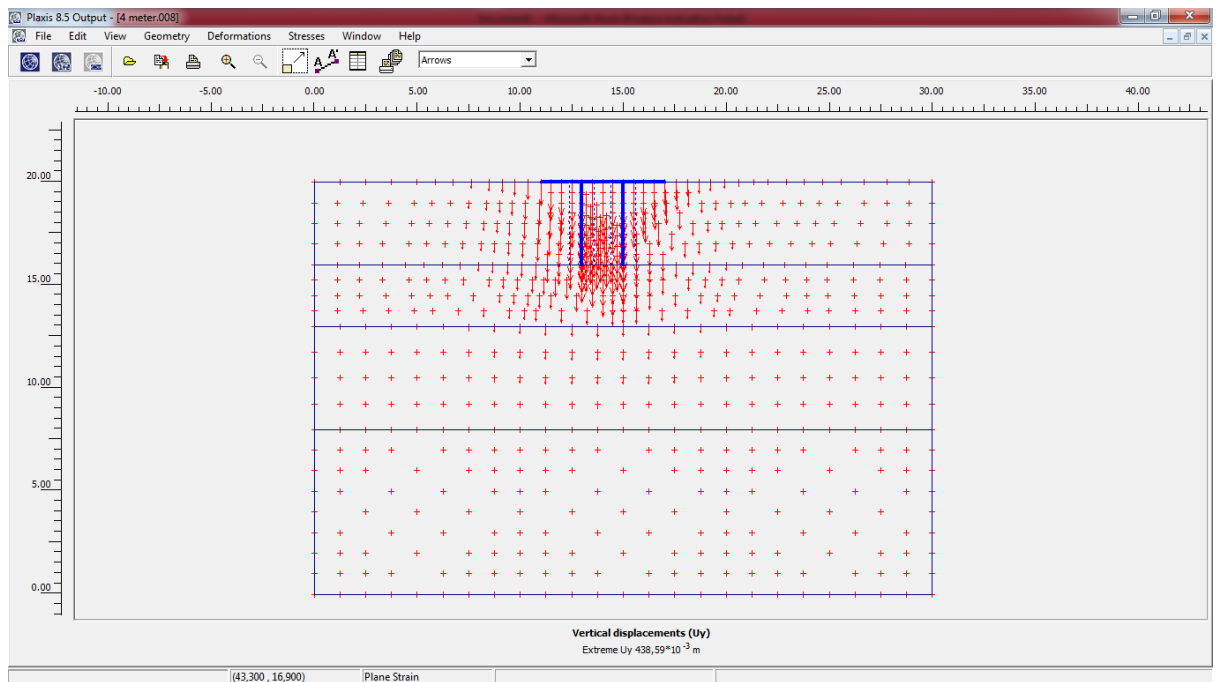 Plaxis 8.5 Output - [4 meter.008]
File Edit View Geometry Deformations Stresses Window Help
Arrows
-10.00 -5.00 0.00 5.00 10.00 15.00 20.00 25.00 30.00 35.00 40.00
20.00
15.00
10.00
5.00
0.00
Vertical displacements (Uy)
Extreme Uy 438,59*10⁻³ m
(43,300 , 16,900) Plane Strain